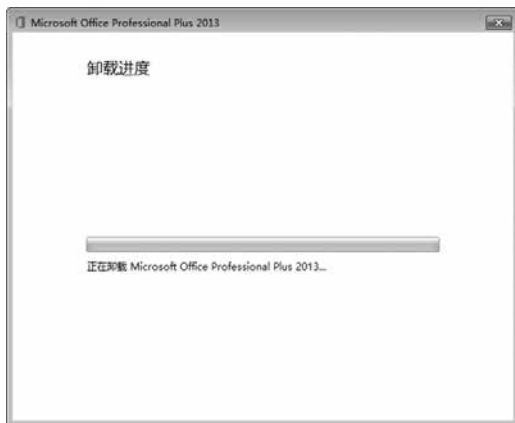 Microsoft Office Professional Plus 2013
卸载进度
正在卸载 Microsoft Office Professional Plus 2013...